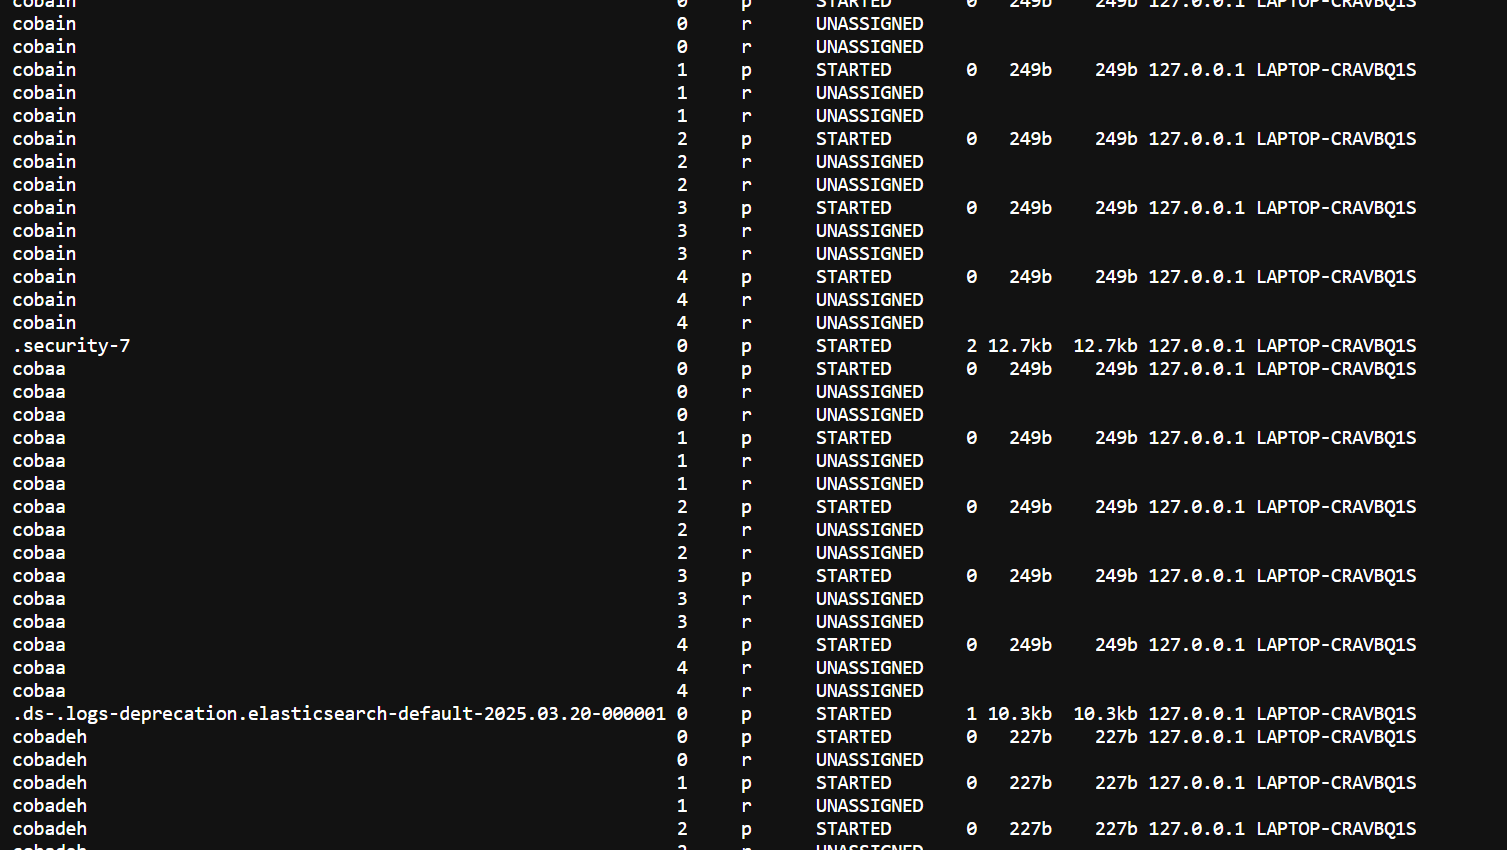 cobain 0 p STARTED 0 249b 249b 127.0.0.1 LAPTOP-CRAVBQ1S
cobain 0 r UNASSIGNED
cobain 0 r UNASSIGNED
cobain 1 p STARTED 0 249b 249b 127.0.0.1 LAPTOP-CRAVBQ1S
cobain 1 r UNASSIGNED
cobain 1 r UNASSIGNED
cobain 2 p STARTED 0 249b 249b 127.0.0.1 LAPTOP-CRAVBQ1S
cobain 2 r UNASSIGNED
cobain 2 r UNASSIGNED
cobain 3 p STARTED 0 249b 249b 127.0.0.1 LAPTOP-CRAVBQ1S
cobain 3 r UNASSIGNED
cobain 3 r UNASSIGNED
cobain 4 p STARTED 0 249b 249b 127.0.0.1 LAPTOP-CRAVBQ1S
cobain 4 r UNASSIGNED
cobain 4 r UNASSIGNED
.security-7 0 p STARTED 2 12.7kb 12.7kb 127.0.0.1 LAPTOP-CRAVBQ1S
cobaa 0 p STARTED 0 249b 249b 127.0.0.1 LAPTOP-CRAVBQ1S
cobaa 0 r UNASSIGNED
cobaa 0 r UNASSIGNED
cobaa 1 p STARTED 0 249b 249b 127.0.0.1 LAPTOP-CRAVBQ1S
cobaa 1 r UNASSIGNED
cobaa 1 r UNASSIGNED
cobaa 2 p STARTED 0 249b 249b 127.0.0.1 LAPTOP-CRAVBQ1S
cobaa 2 r UNASSIGNED
cobaa 2 r UNASSIGNED
cobaa 3 p STARTED 0 249b 249b 127.0.0.1 LAPTOP-CRAVBQ1S
cobaa 3 r UNASSIGNED
cobaa 3 r UNASSIGNED
cobaa 4 p STARTED 0 249b 249b 127.0.0.1 LAPTOP-CRAVBQ1S
cobaa 4 r UNASSIGNED
cobaa 4 r UNASSIGNED
.ds-.logs-deprecation.elasticsearch-default-2025.03.20-000001 0 p STARTED 1 10.3kb 10.3kb 127.0.0.1 LAPTOP-CRAVBQ1S
cobadeh 0 p STARTED 0 227b 227b 127.0.0.1 LAPTOP-CRAVBQ1S
cobadeh 0 r UNASSIGNED
cobadeh 1 p STARTED 0 227b 227b 127.0.0.1 LAPTOP-CRAVBQ1S
cobadeh 1 r UNASSIGNED
cobadeh 2 p STARTED 0 227b 227b 127.0.0.1 LAPTOP-CRAVBQ1S